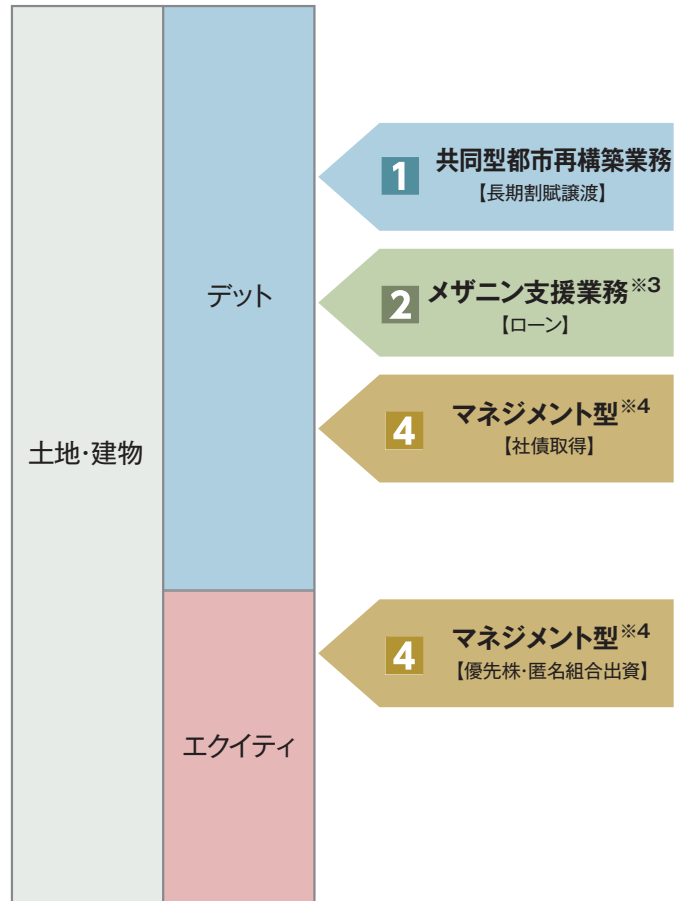 土地・建物
デット
エクイティ
1 共同型都市再構築業務
【長期割賦譲渡】
2 メザニン支援業務※3
【ローン】
4 マネジメント型※4
【社債取得】
4 マネジメント型※4
【優先株・匿名組合出資】